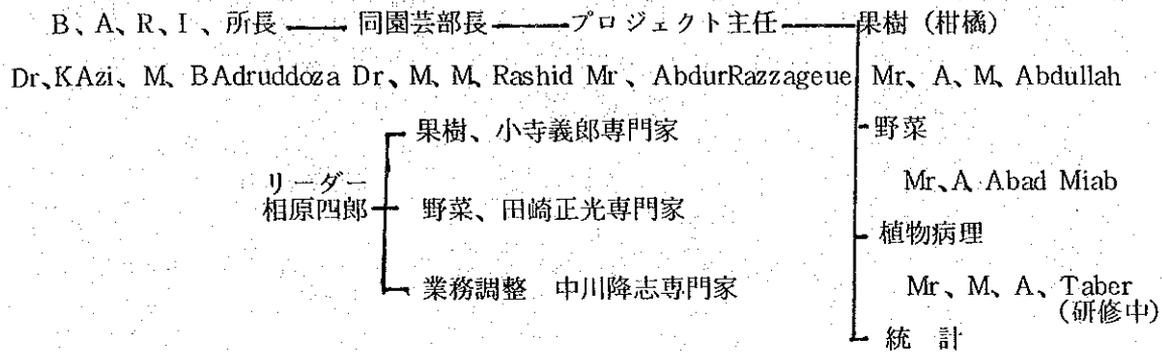 B、A、R、I、所長 ―― 同園芸部長 ―― プロジェクト主任 ―― 果樹（柑橘）
Dr、KAzi、M、BAdruddoza Dr、M、M、Rashid Mr、AbdurRazzageue Mr、A、M、Abdullah
果樹、小寺義郎専門家
野菜
リーダー
Mr、A Abad Miab
相原四郎
野菜、田崎正光専門家
植物病理
業務調整 中川降志専門家
Mr、M、A、Taber
(研修中)
統 計